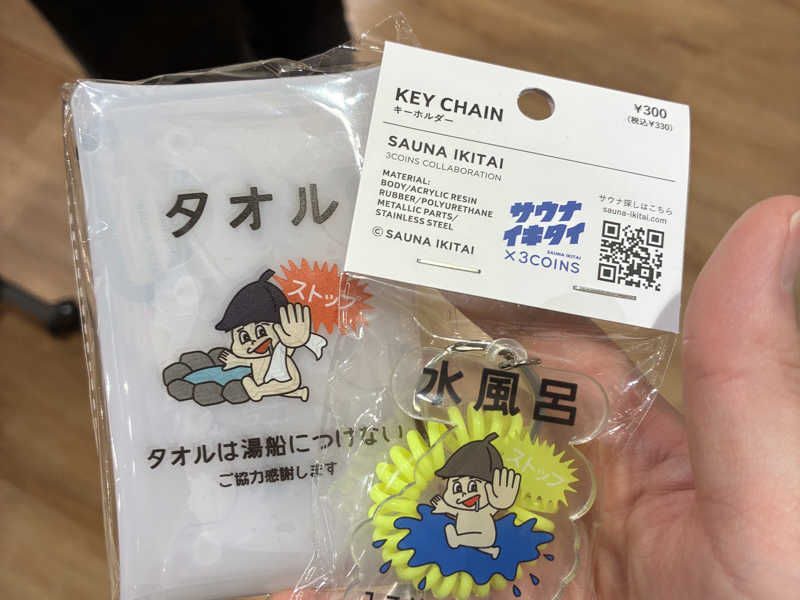 タオル
ストップ
タオルは湯船につけない
ご協力感謝します
KEY CHAIN
キーホルダー
¥300
(税込¥330)
SAUNA IKITAI
3COINS COLLABORATION
MATERIAL:
BODY/ACRYLIC RESIN
RUBBER/POLYURETHANE
METALLIC PARTS/
STAINLESS STEEL
©SAUNA IKITAI
サウナ
イキタイ
SAUNA IKITAI
×3COINS
サウナ探しはこちら
sauna-ikitai.com
水風呂
ストップ